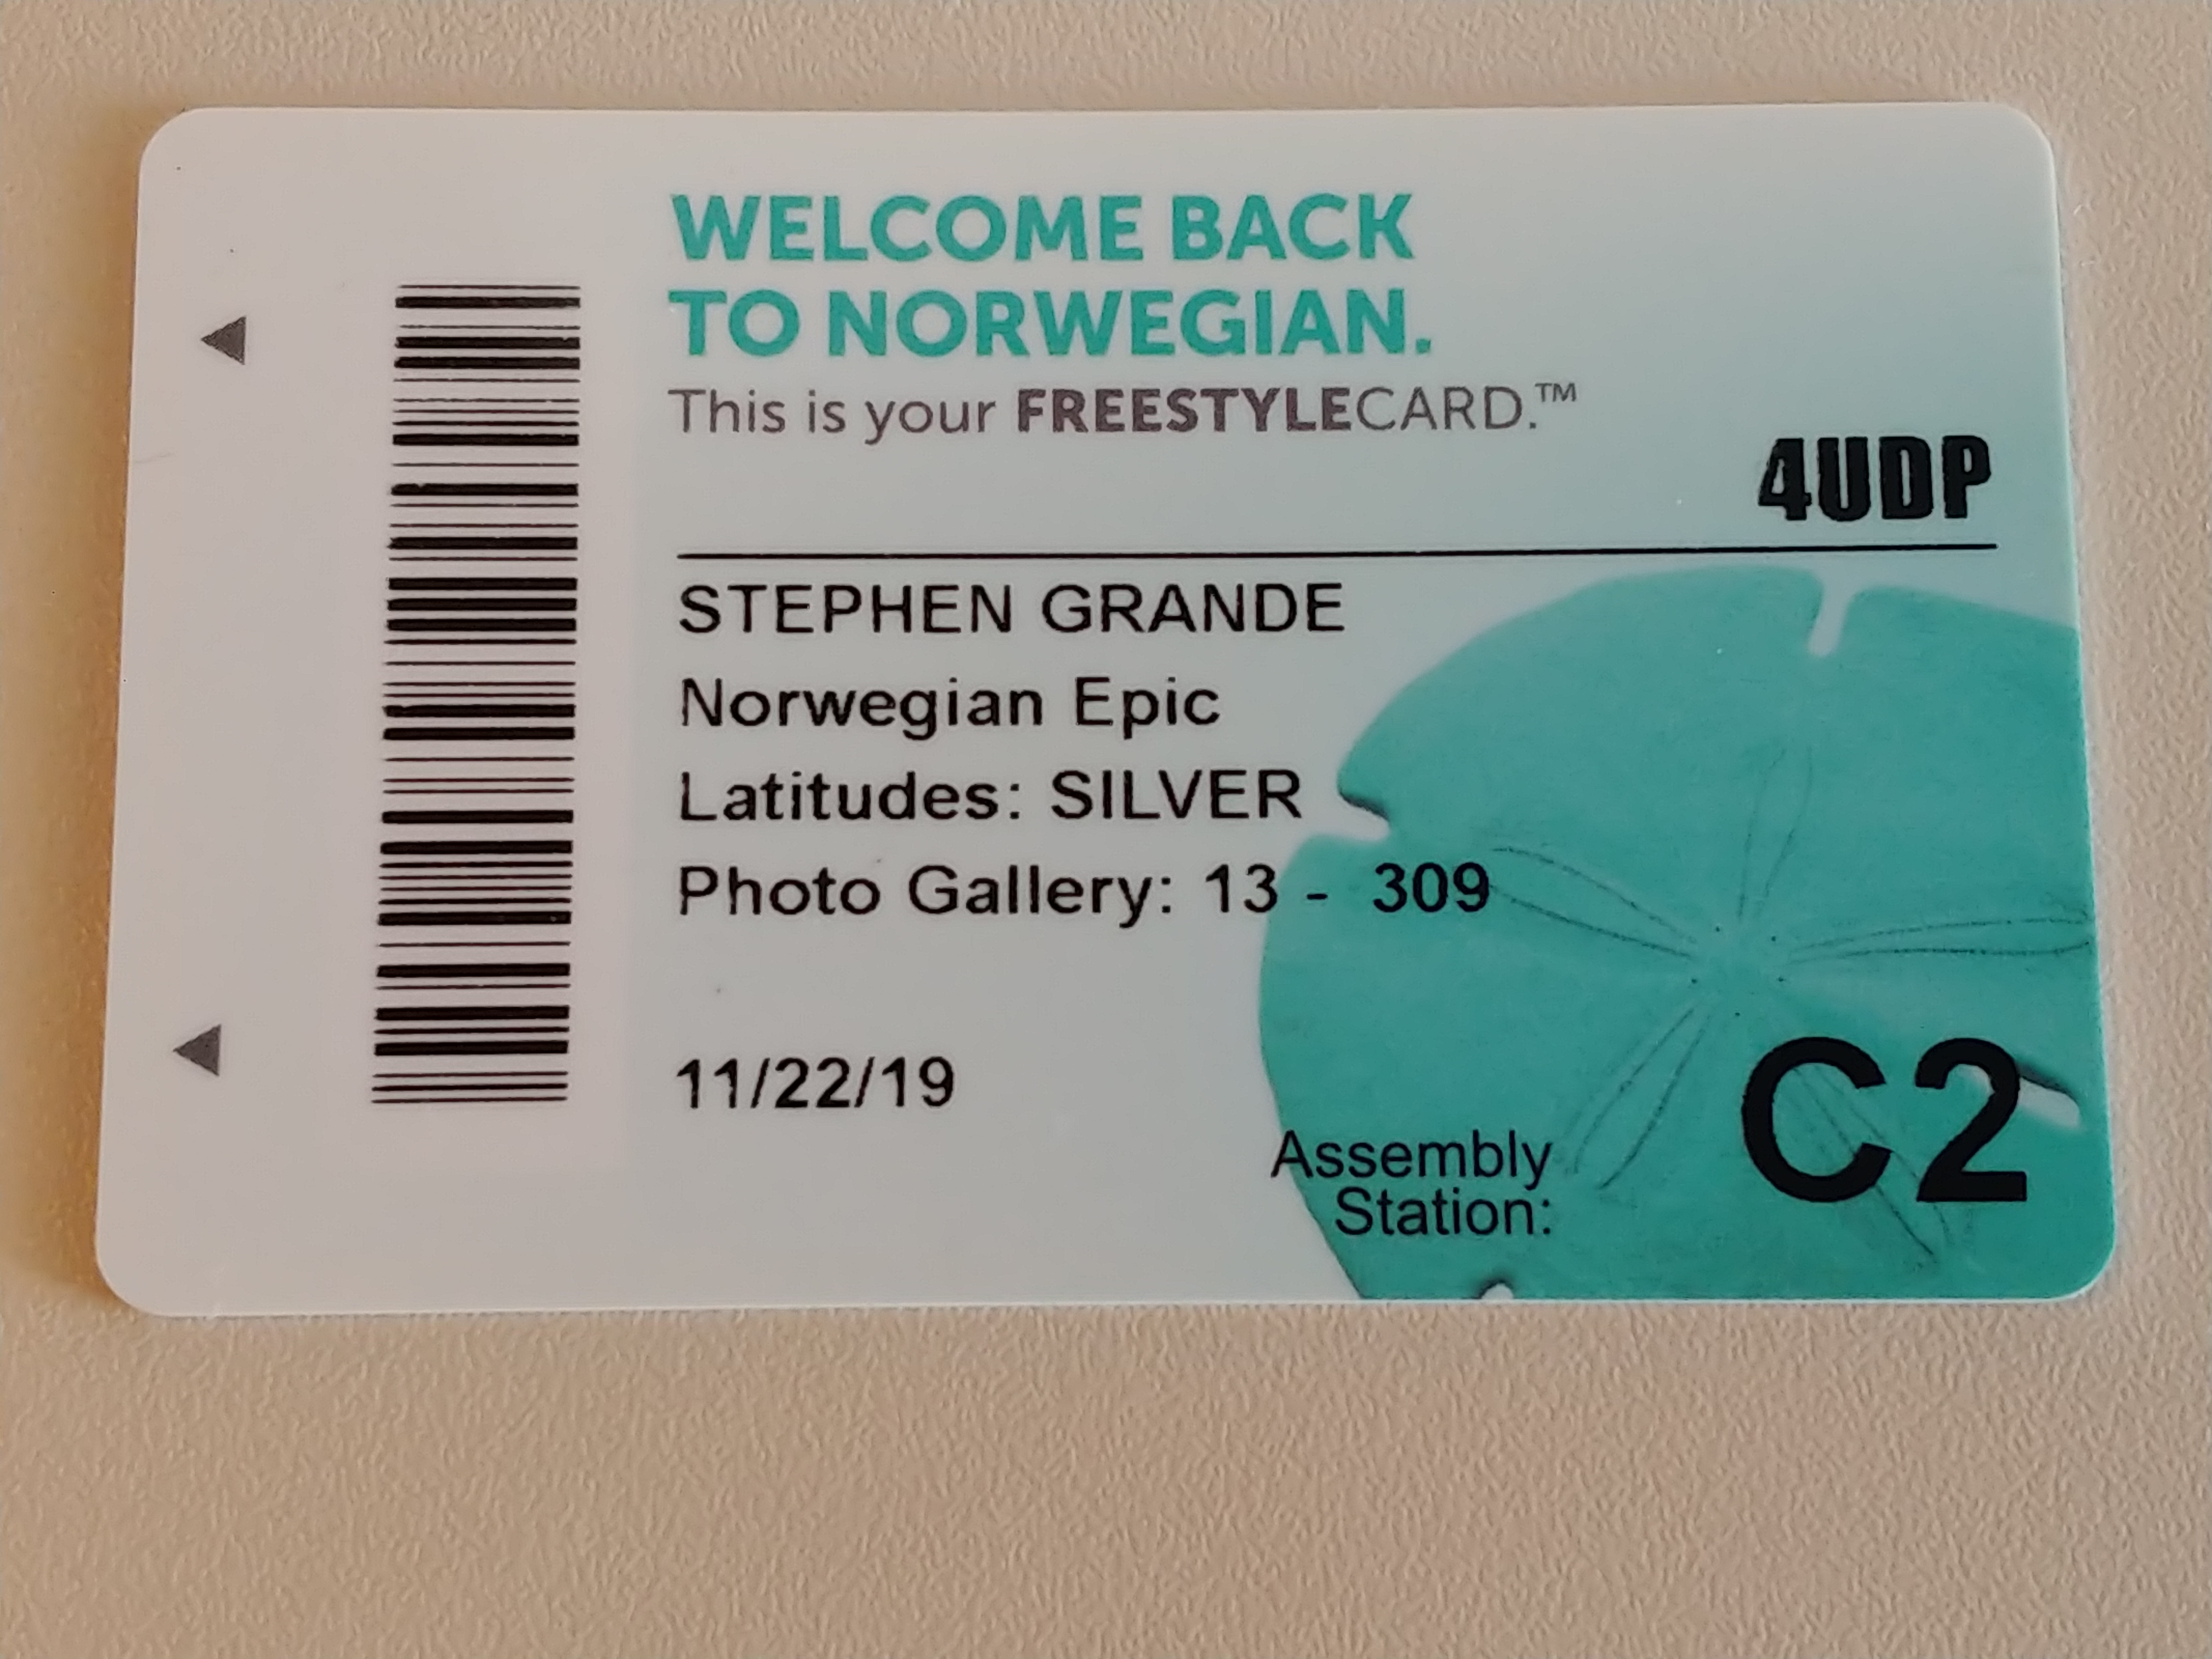 WELCOME BACK
TO NORWEGIAN.
This is your FREESTYLECARD.™
4UDP
STEPHEN GRANDE
Norwegian Epic
Latitudes: SILVER
Photo Gallery: 13 - 309
11/22/19
Assembly
Station:
C2